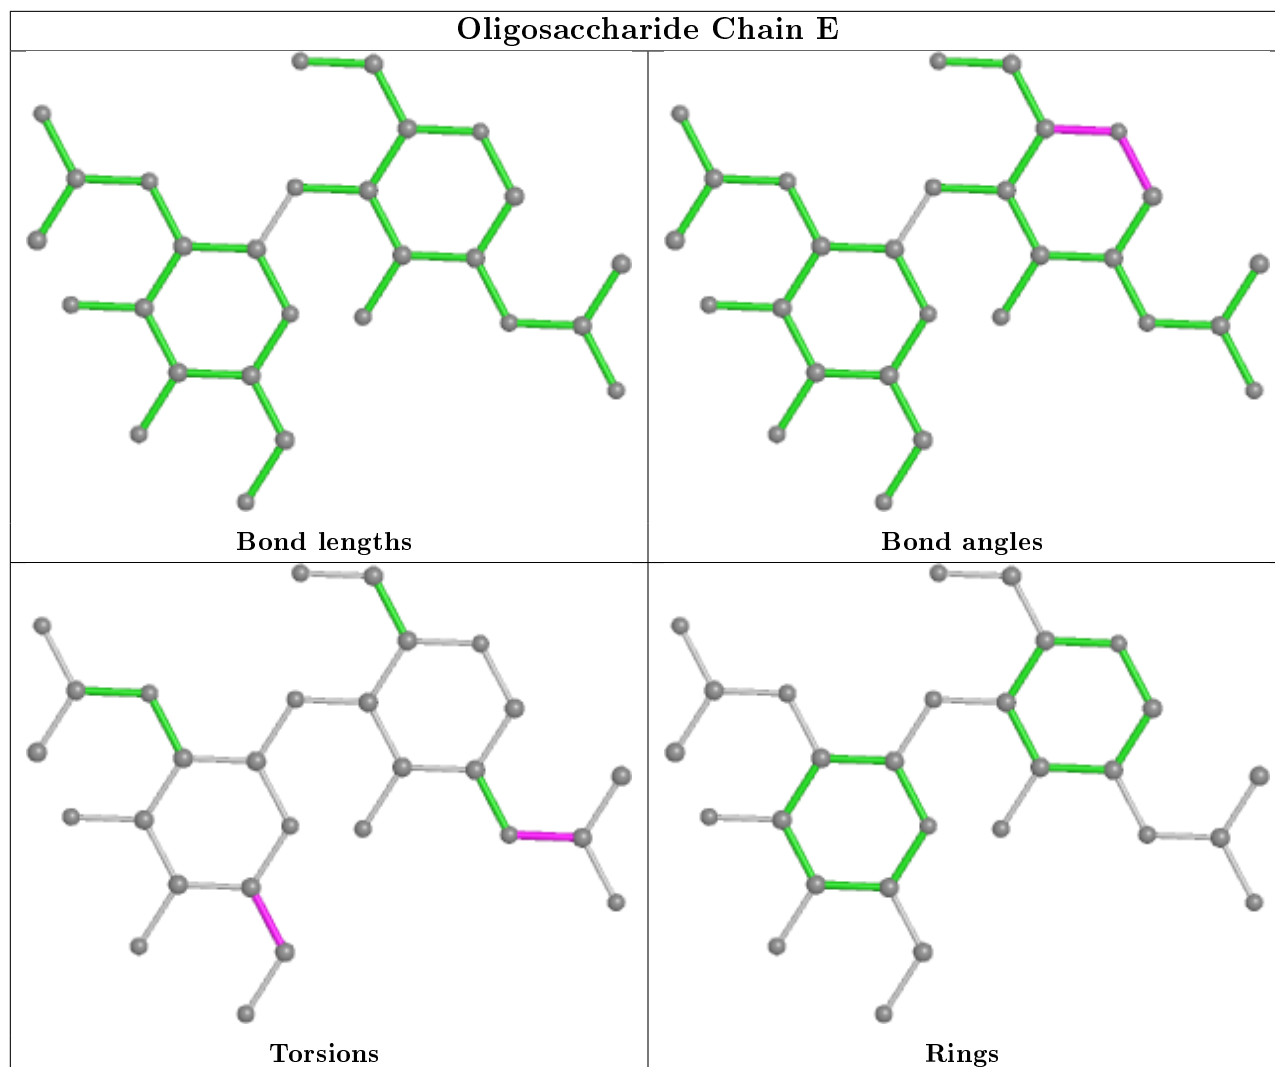 Oligosaccharide Chain E
Bond lengths
Bond angles
Torsions
Rings